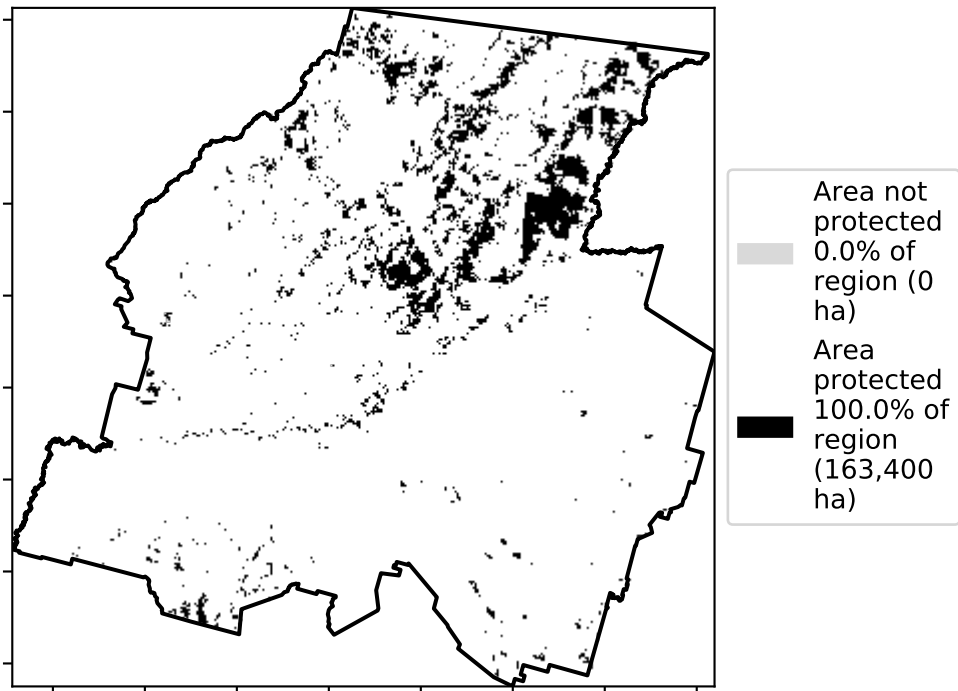 Area not
protected
0.0% of
region (0
ha)
Area
protected
100.0% of
region
(163,400
ha)